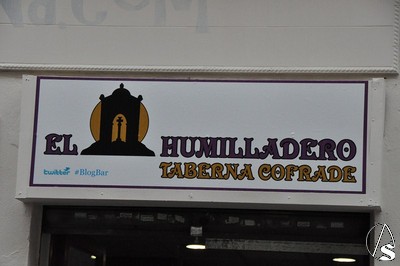 EL HUMILLADERO
TABERNA COFRADE
twitter #BlogBar